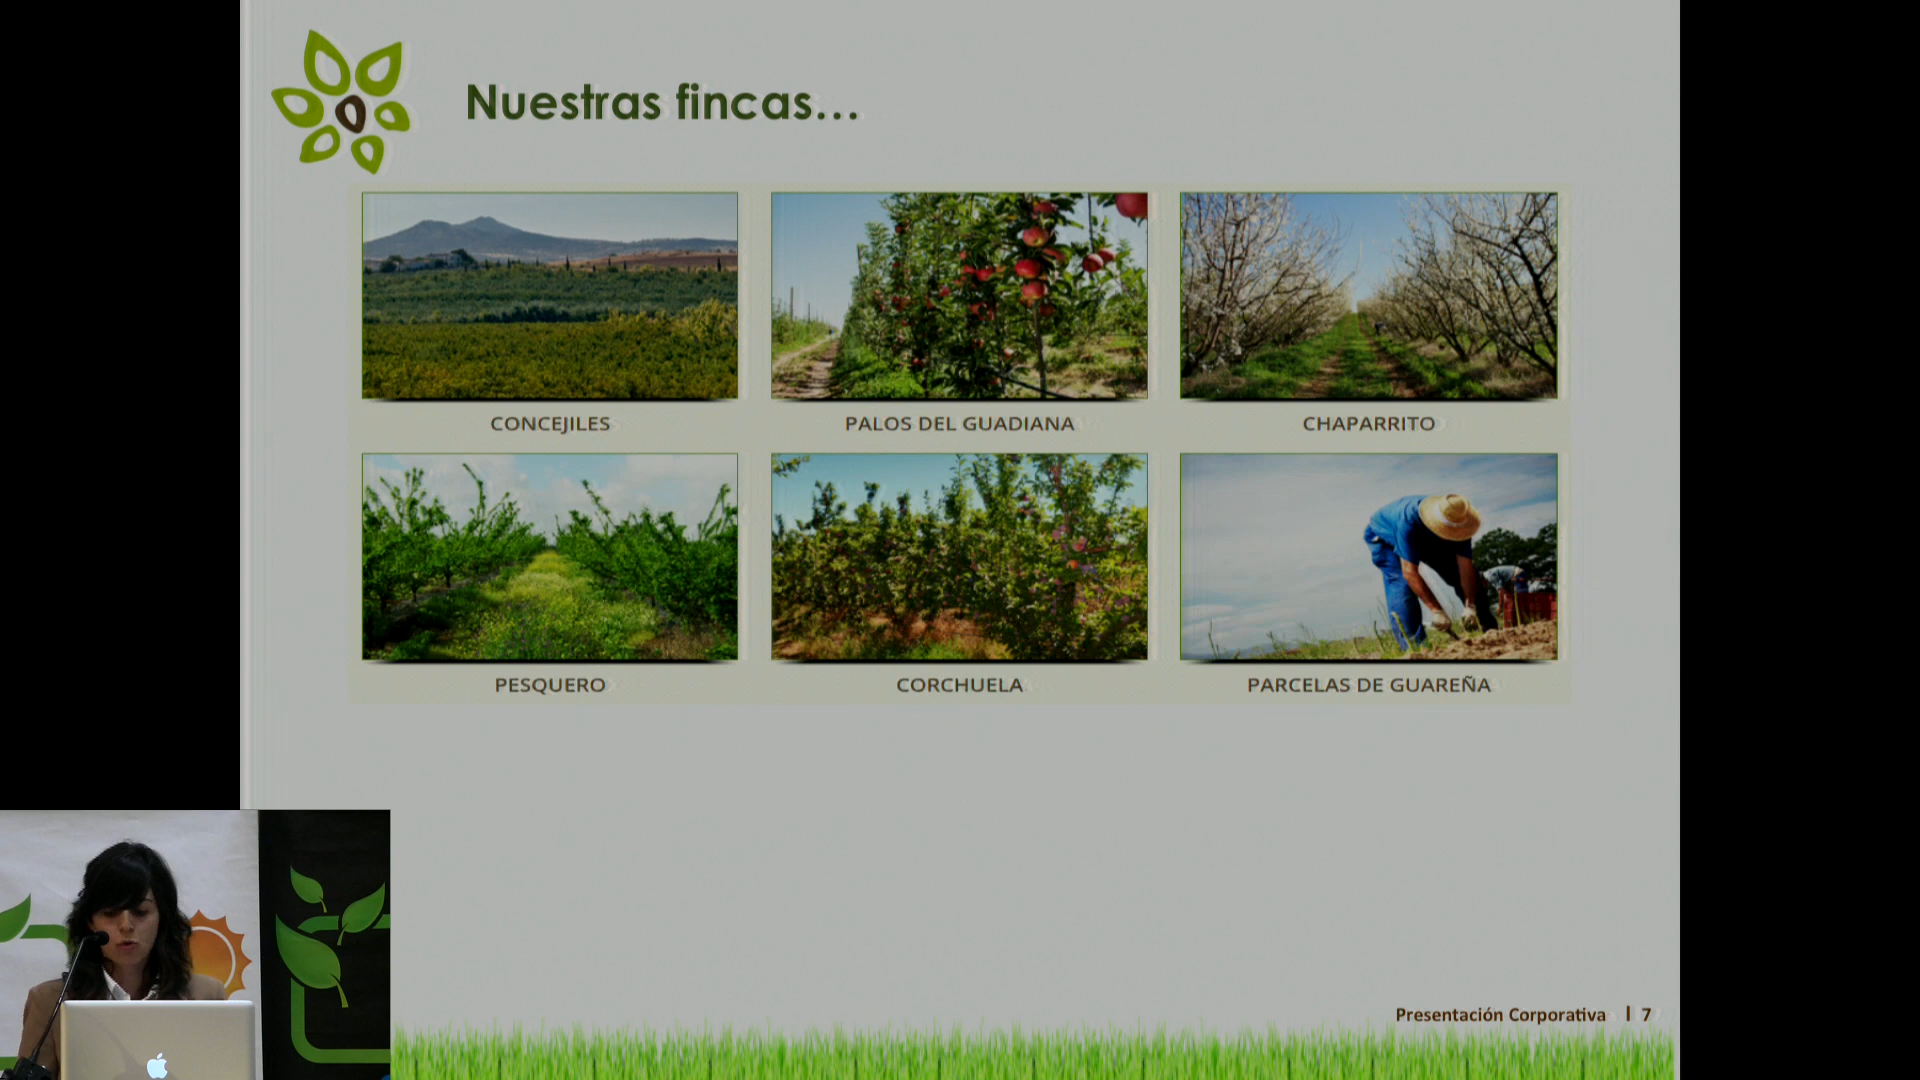 Nuestras fincas...
CONCEJILES
PALOS DEL GUADIANA
CHAPARRITO
PESQUERO
CORCHUELA
PARCELAS DE GUAREÑA
Presentación Corporativa | 7